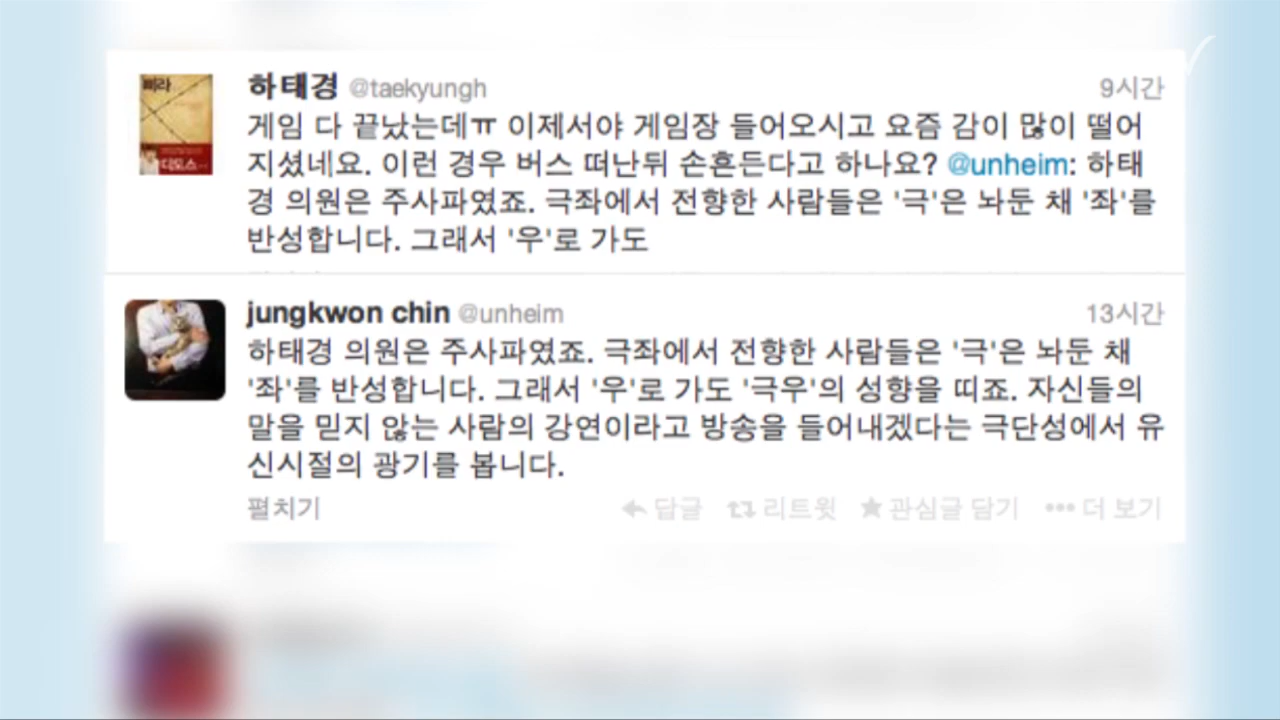 삐라
디도스
하태경 @taekyungh 9시간
게임 다 끝났는데ㅠ 이제서야 게임장 들어오시고 요즘 감이 많이 떨어
지셨네요. 이런 경우 버스 떠난뒤 손흔든다고 하나요? @unheim: 하태
경 의원은 주사파였죠. 극좌에서 전향한 사람들은 '극'은 놔둔 채 '좌'를
반성합니다. 그래서 '우'로 가도
jungkwon chin @unheim 13시간
하태경 의원은 주사파였죠. 극좌에서 전향한 사람들은 '극'은 놔둔 채
'좌'를 반성합니다. 그래서 '우'로 가도 '극우'의 성향을 띠죠. 자신들의
말을 믿지 않는 사람의 강연이라고 방송을 들어내겠다는 극단성에서 유
신시절의 광기를 봅니다.
펼치기 답글 리트윗 관심글 담기 더 보기